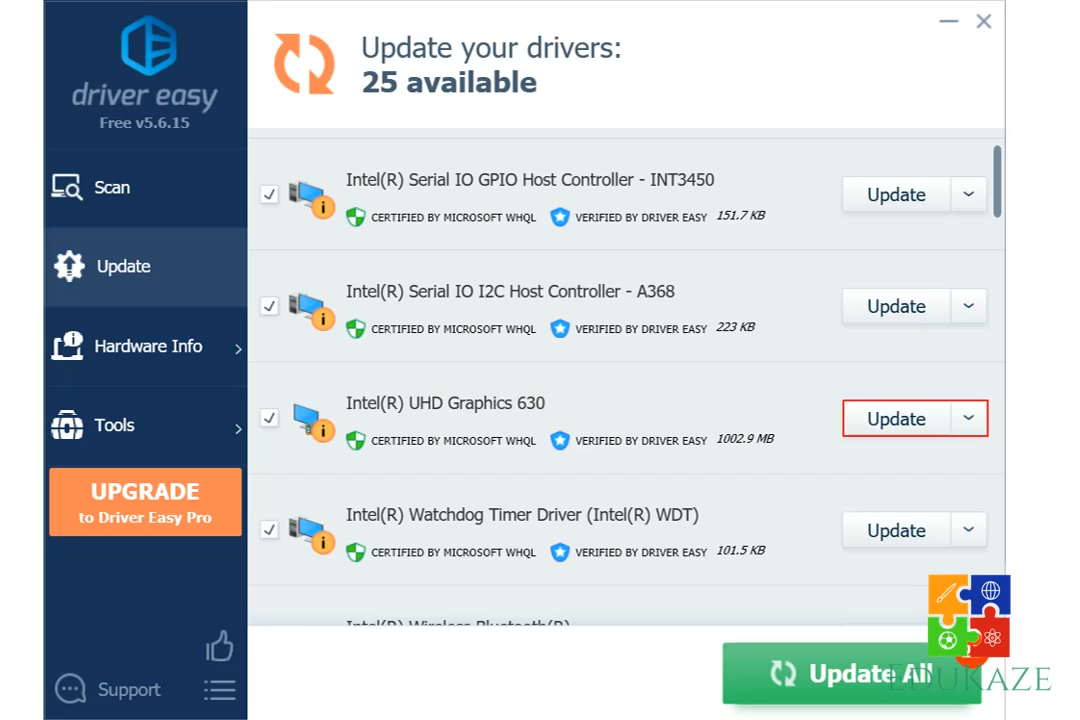 driver easy
Free v5.6.15
Scan
Update
Hardware Info
Tools
UPGRADE
to Driver Easy Pro
Support
Update your drivers:
25 available
Intel(R) Serial IO GPIO Host Controller - INT3450
CERTIFIED BY MICROSOFT WHQL VERIFIED BY DRIVER EASY 151.7 KB
Update
Intel(R) Serial IO I2C Host Controller - A368
CERTIFIED BY MICROSOFT WHQL VERIFIED BY DRIVER EASY 223 KB
Update
Intel(R) UHD Graphics 630
CERTIFIED BY MICROSOFT WHQL VERIFIED BY DRIVER EASY 1002.9 MB
Update
Intel(R) Watchdog Timer Driver (Intel(R) WDT)
CERTIFIED BY MICROSOFT WHQL VERIFIED BY DRIVER EASY 101.5 KB
Update
Intel(R) Wireless Bluetooth(R)
Update All
EDUKAZE